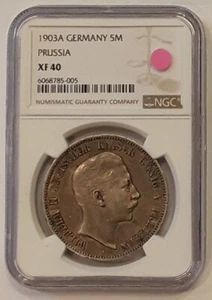 1903A GERMANY 5M
PRUSSIA
XF 40
6068785-005
NUMISMATIC GUARANTY COMPANY
NGC